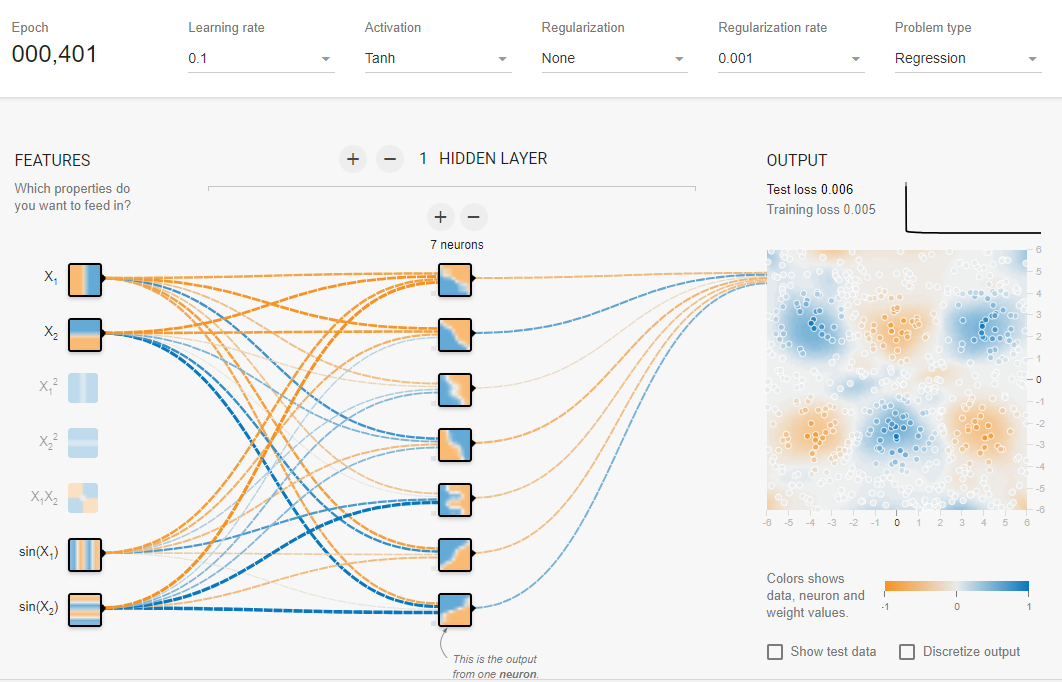 Epoch
000,401
Learning rate
0.1
Activation
Tanh
Regularization
None
Regularization rate
0.001
Problem type
Regression
FEATURES
Which properties do
you want to feed in?
+ − 1 HIDDEN LAYER
+ −
7 neurons
X1
X2
X1²
X2²
X1X2
sin(X1)
sin(X2)
This is the output
from one neuron.
OUTPUT
Test loss 0.006
Training loss 0.005
6
5
4
3
2
1
0
-1
-2
-3
-4
-5
-6
-6 -5 -4 -3 -2 -1 0 1 2 3 4 5 6
Colors shows
data, neuron and
weight values.
-1 0 1
Show test data
Discretize output